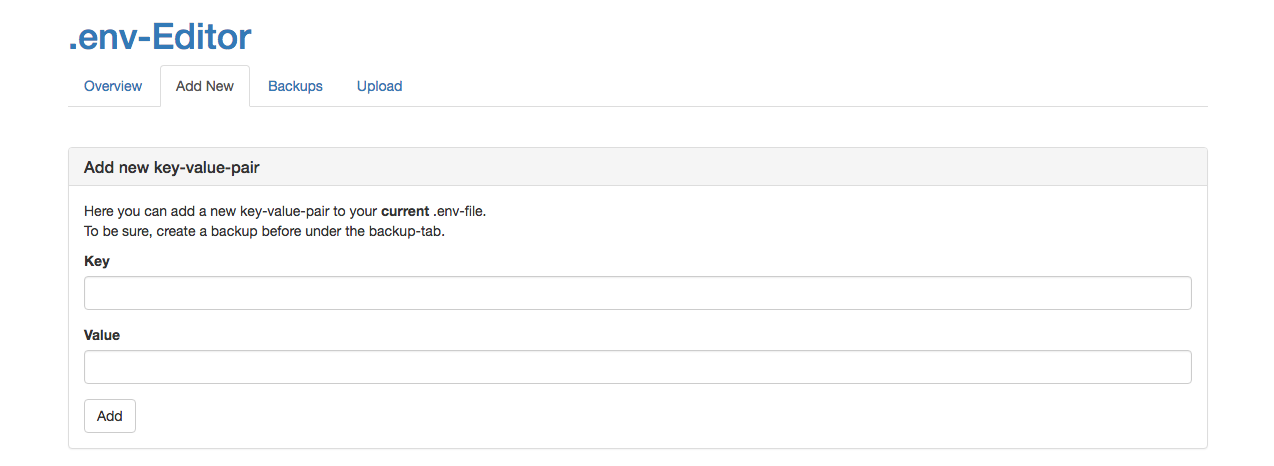 .env-Editor
Overview Add New Backups Upload
Add new key-value-pair
Here you can add a new key-value-pair to your current .env-file.
To be sure, create a backup before under the backup-tab.
Key
Value
Add